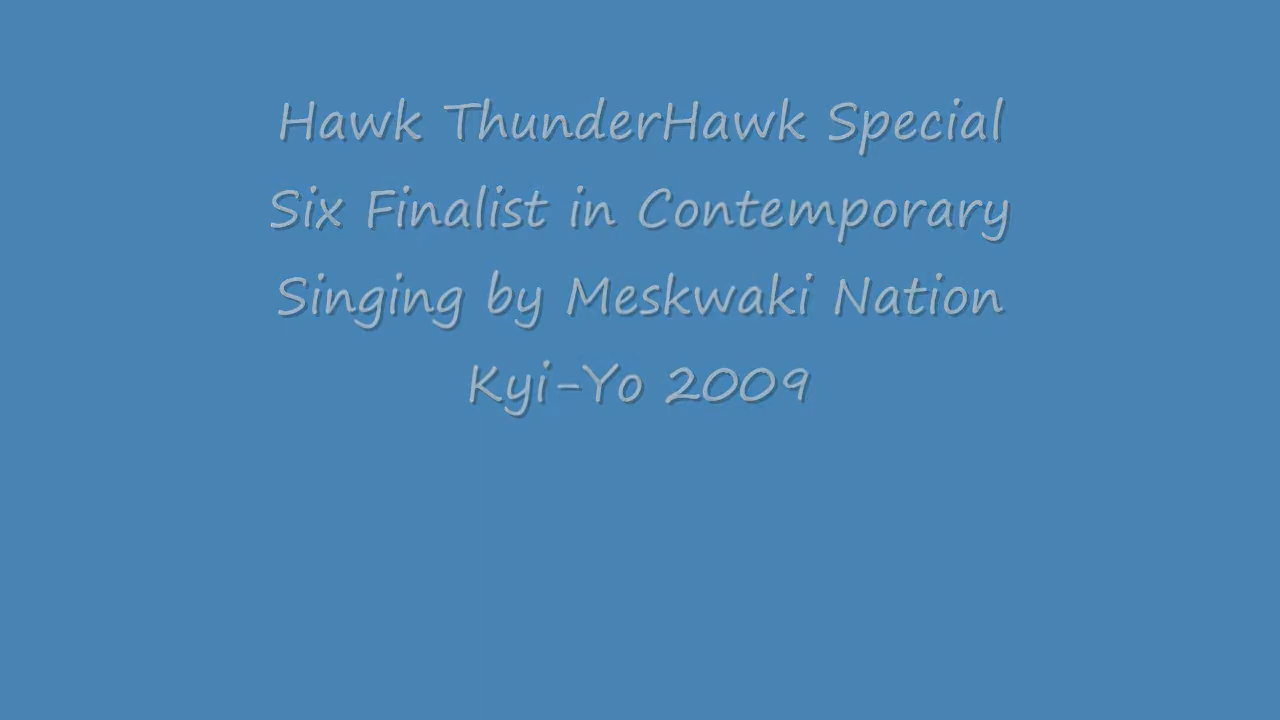 Hawk ThunderHawk Special
Six Finalist in Contemporary
Singing by Meskwaki Nation
Kyi-Yo 2009